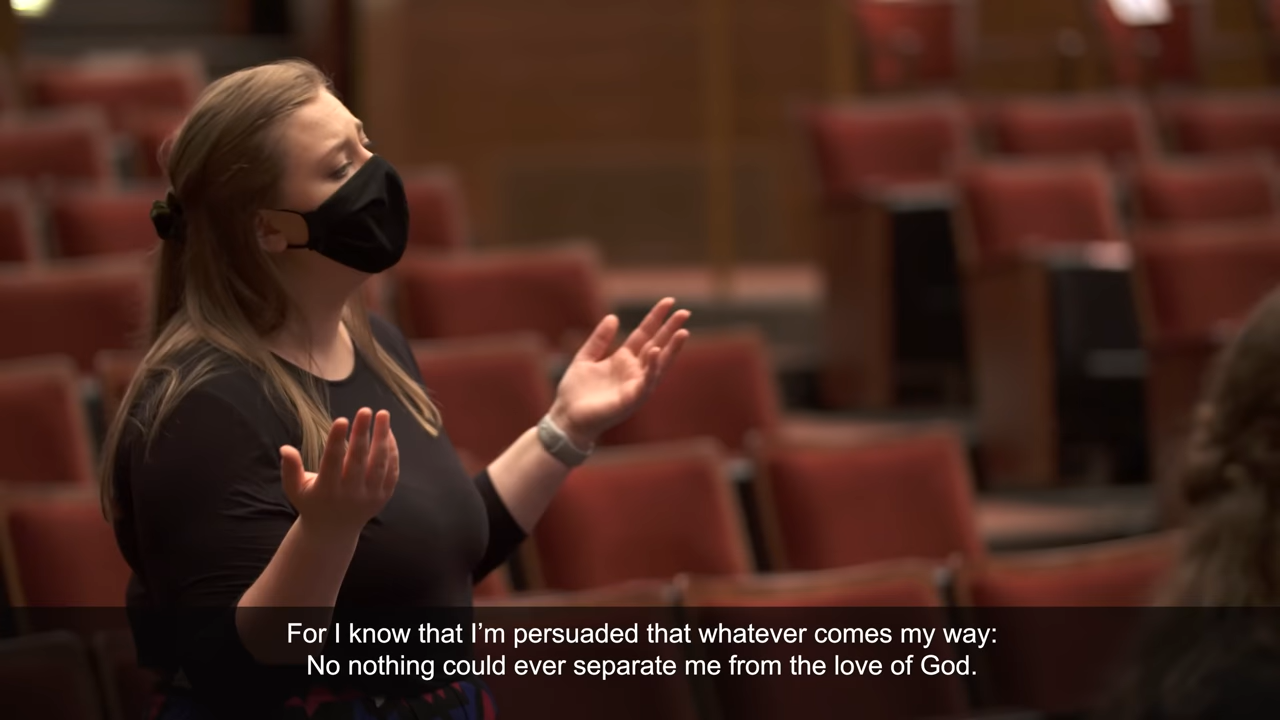 For I know that I’m persuaded that whatever comes my way:
No nothing could ever separate me from the love of God.